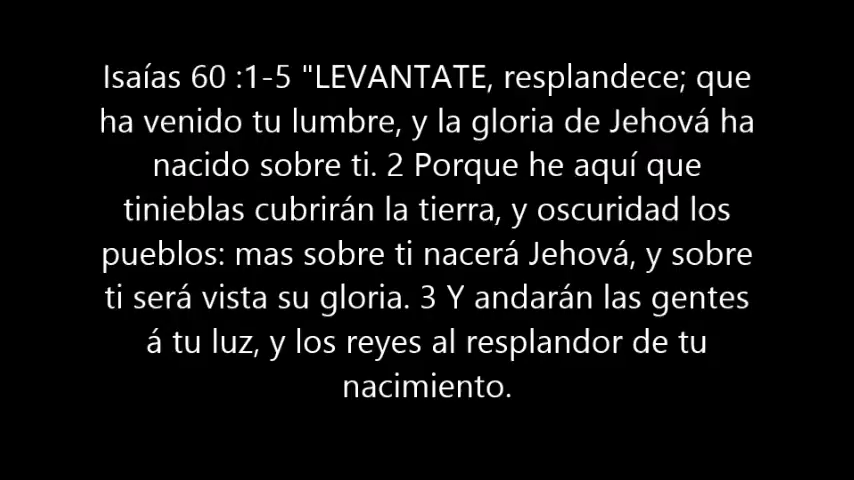 Isaías 60 :1-5 "LEVANTATE, resplandece; que
ha venido tu lumbre, y la gloria de Jehová ha
nacido sobre ti. 2 Porque he aquí que
tinieblas cubrirán la tierra, y oscuridad los
pueblos: mas sobre ti nacerá Jehová, y sobre
ti será vista su gloria. 3 Y andarán las gentes
á tu luz, y los reyes al resplandor de tu
nacimiento.